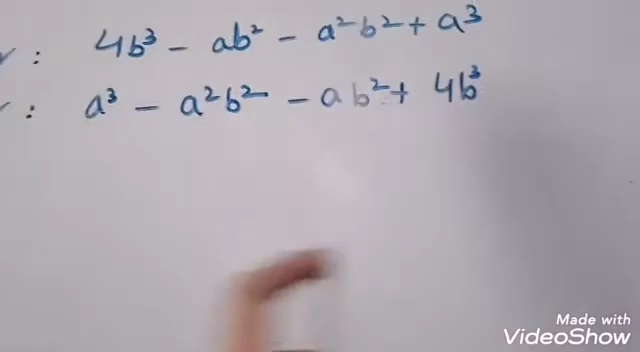 : 4b³ - ab² - a²b² + a³
: a³ - a²b² - ab² + 4b³
Made with
VideoShow